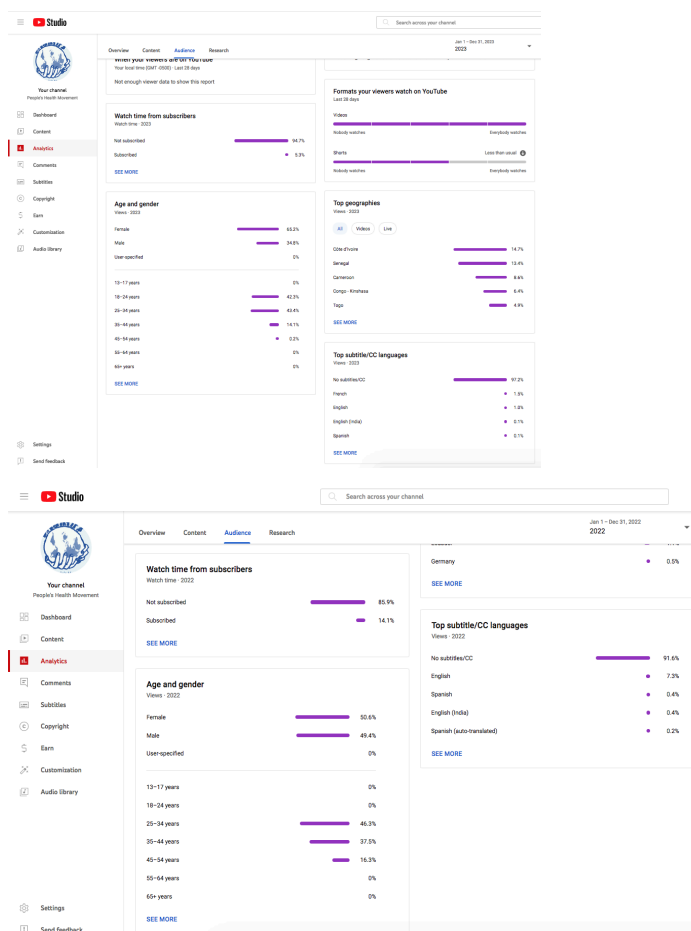 Studio
Search across your channel
Jan 1 – Dec 31, 2023
2023
Overview Content Audience Research
Your channel
People's Health Movement
Dashboard
Content
Analytics
Comments
Subtitles
Copyright
Earn
Customization
Audio library
Settings
Send feedback
When your viewers are on YouTube
Your local time (GMT -0500) · Last 28 days
Not enough viewer data to show this report
Watch time from subscribers
Watch time · 2023
Not subscribed 94.7%
Subscribed 5.3%
SEE MORE
Age and gender
Views · 2023
Female 65.2%
Male 34.8%
User-specified 0%
13–17 years 0%
18–24 years 42.3%
25–34 years 43.4%
35–44 years 14.1%
45–54 years 0.2%
55–64 years 0%
65+ years 0%
SEE MORE
Formats your viewers watch on YouTube
Last 28 days
Videos
Nobody watches Everybody watches
Shorts Less than usual
Nobody watches Everybody watches
Top geographies
Views · 2023
All Videos Live
Côte d'Ivoire 14.7%
Senegal 13.4%
Cameroon 8.6%
Congo - Kinshasa 6.4%
Togo 4.9%
SEE MORE
Top subtitle/CC languages
Views · 2023
No subtitles/CC 97.2%
French 1.5%
English 1.0%
English (India) 0.1%
Spanish 0.1%
SEE MORE
Studio
Search across your channel
Jan 1 – Dec 31, 2022
2022
Overview Content Audience Research
Your channel
People's Health Movement
Dashboard
Content
Analytics
Comments
Subtitles
Copyright
Earn
Customization
Audio library
Settings
Send feedback
Watch time from subscribers
Watch time · 2022
Not subscribed 85.9%
Subscribed 14.1%
SEE MORE
Age and gender
Views · 2022
Female 50.6%
Male 49.4%
User-specified 0%
13–17 years 0%
18–24 years 0%
25–34 years 46.3%
35–44 years 37.5%
45–54 years 16.3%
55–64 years 0%
65+ years 0%
SEE MORE
Germany 0.5%
SEE MORE
Top subtitle/CC languages
Views · 2022
No subtitles/CC 91.6%
English 7.3%
Spanish 0.4%
English (India) 0.4%
Spanish (auto-translated) 0.2%
SEE MORE